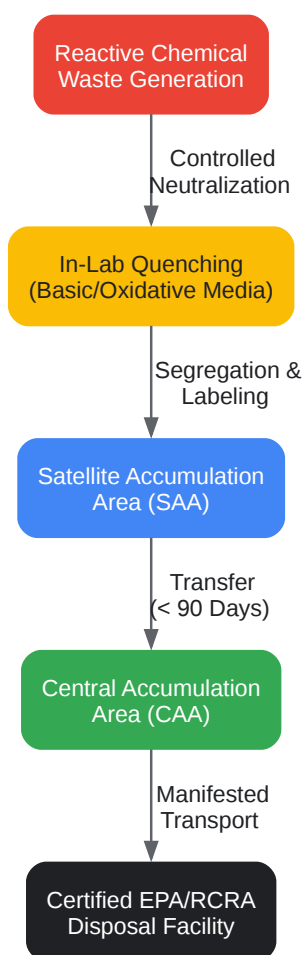 Reactive Chemical
Waste Generation
Controlled
Neutralization
In-Lab Quenching
(Basic/Oxidative Media)
Segregation &
Labeling
Satellite Accumulation
Area (SAA)
Transfer
(< 90 Days)
Central Accumulation
Area (CAA)
Manifested
Transport
Certified EPA/RCRA
Disposal Facility